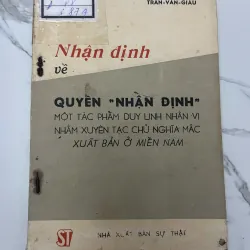 TRẦN-VĂN-GIÀU
Nhận định
về
QUYỂN "NHẬN ĐỊNH"
MỘT TÁC PHẨM DUY LINH NHÂN VỊ
NHẰM XUYÊN TẠC CHỦ NGHĨA MÁC
XUẤT BẢN Ở MIỀN NAM
ST
NHÀ XUẤT BẢN SỰ THẬT